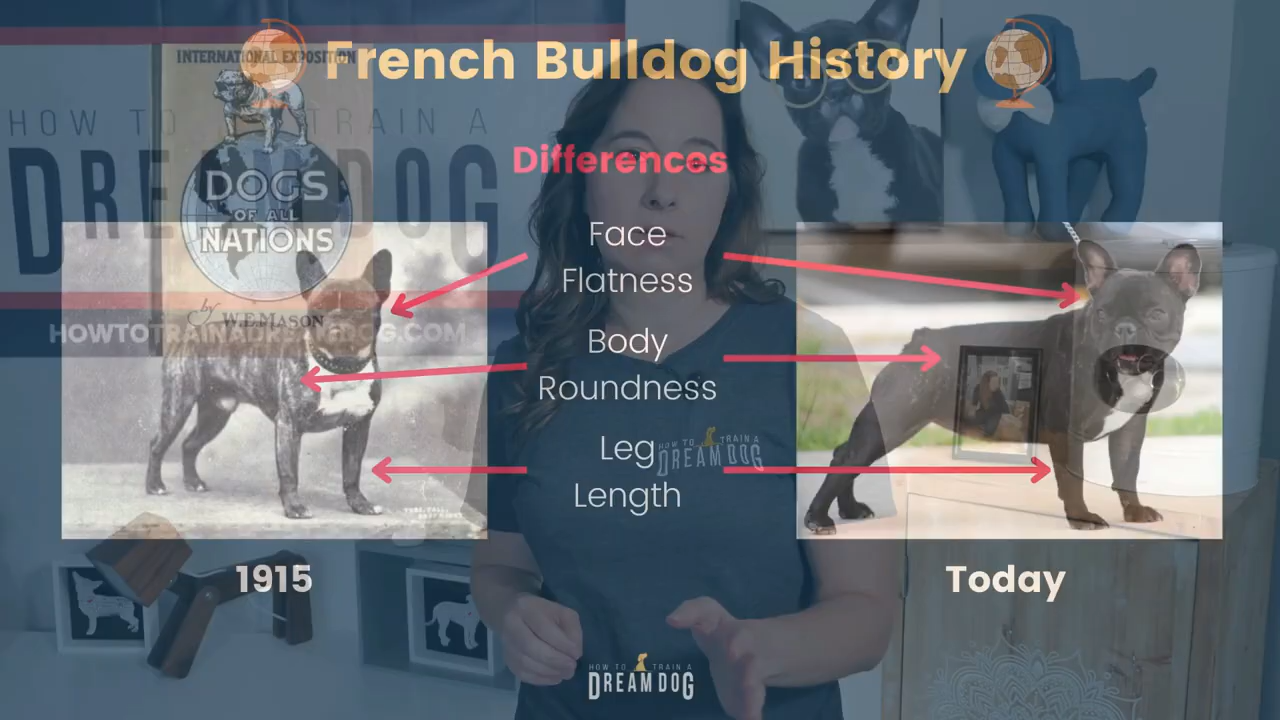 French Bulldog History
INTERNATIONAL EXPOSITION
HOW TO TRAIN A
DREAM DOG
DOGS
OF ALL
NATIONS
by W.E. MASON
HOWTOTRAINADREAMDOG.COM
Differences
Face
Flatness
Body
Roundness
Leg
Length
HOW TO TRAIN A
DREAM DOG
1915
Today
HOW TO TRAIN A
DREAM DOG